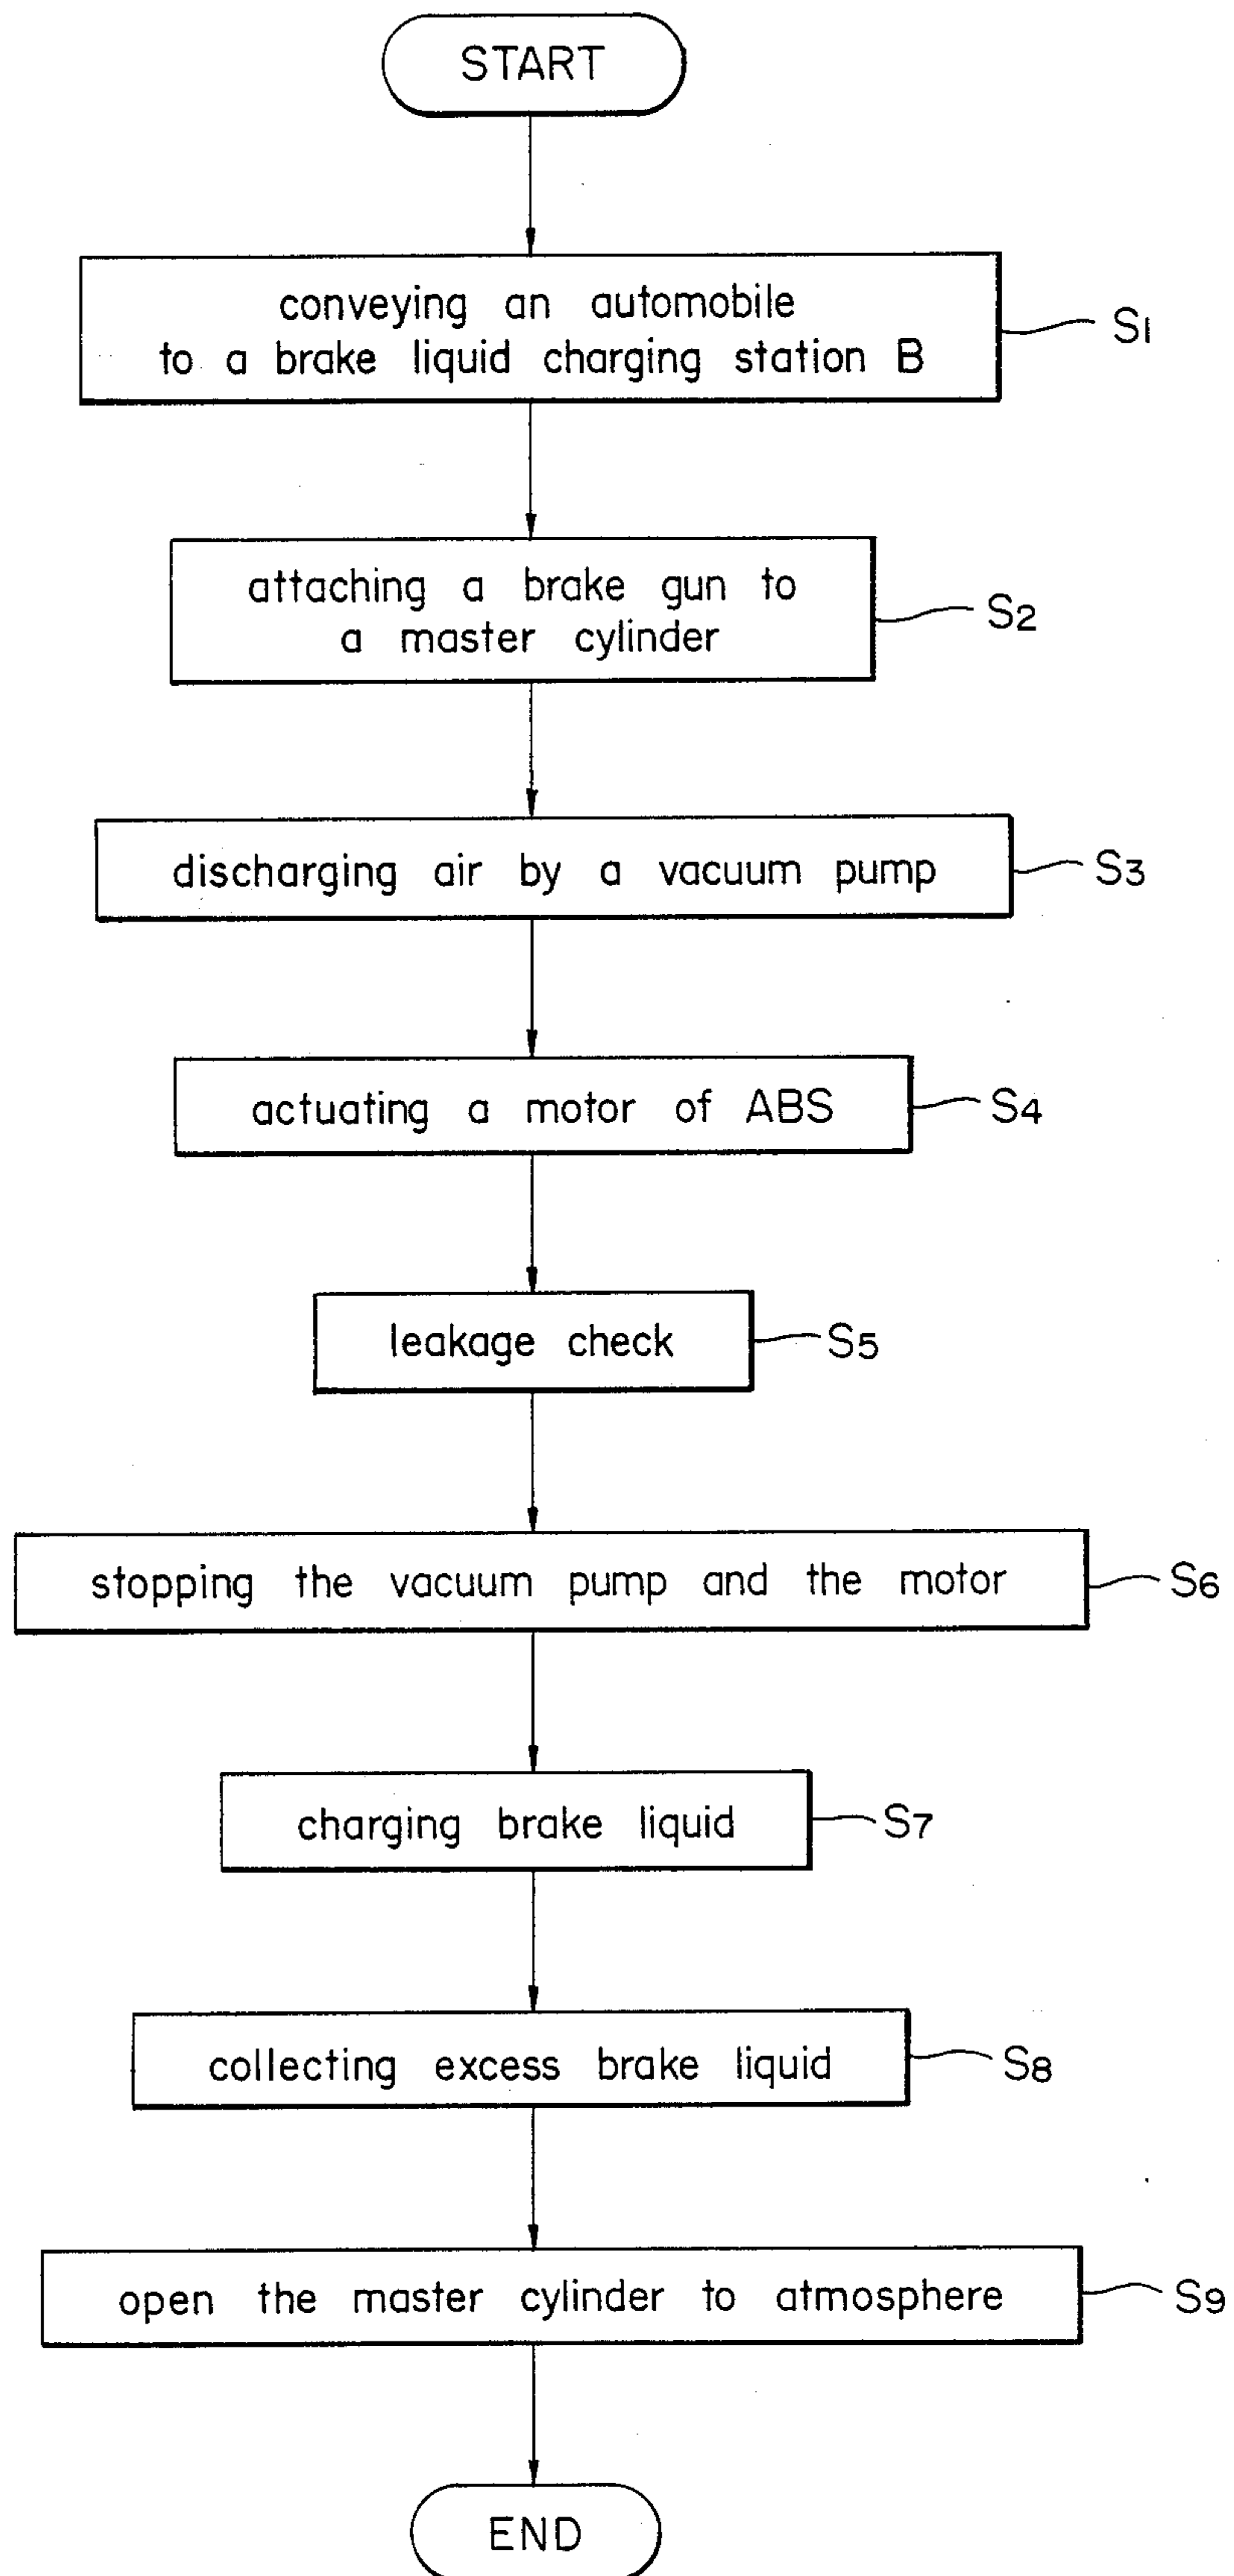 START
conveying an automobile
to a brake liquid charging station B
S1
attaching a brake gun to
a master cylinder
S2
discharging air by a vacuum pump
S3
actuating a motor of ABS
S4
leakage check
S5
stopping the vacuum pump and the motor
S6
charging brake liquid
S7
collecting excess brake liquid
S8
open the master cylinder to atmosphere
S9
END